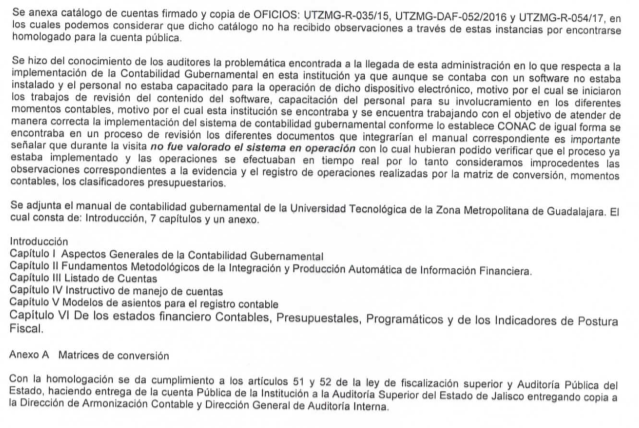 Se anexa catálogo de cuentas firmado y copia de OFICIOS: UTZMG-R-035/15, UTZMG-DAF-052/2016 y UTZMG-R-054/17, en
los cuales podemos considerar que dicho catálogo no ha recibido observaciones a través de estas instancias por encontrarse
homologado para la cuenta pública.
Se hizo del conocimiento de los auditores la problemática encontrada a la llegada de esta administración en lo que respecta a la
implementación de la Contabilidad Gubernamental en esta institución ya que aunque se contaba con un software no estaba
instalado y el personal no estaba capacitado para la operación de dicho dispositivo electrónico, motivo por el cual se iniciaron
los trabajos de revisión del contenido del software, capacitación del personal para su involucramiento en los diferentes
momentos contables, motivo por el cual esta institución se encontraba y se encuentra trabajando con el objetivo de atender de
manera correcta la implementación del sistema de contabilidad gubernamental conforme lo establece CONAC de igual forma se
encontraba en un proceso de revisión los diferentes documentos que integrarían el manual correspondiente es importante
señalar que durante la visita no fue valorado el sistema en operación con lo cual hubieran podido verificar que el proceso ya
estaba implementado y las operaciones se efectuaban en tiempo real por lo tanto consideramos improcedentes las
observaciones correspondientes a la evidencia y el registro de operaciones realizadas por la matriz de conversión, momentos
contables, los clasificadores presupuestarios.
Se adjunta el manual de contabilidad gubernamental de la Universidad Tecnológica de la Zona Metropolitana de Guadalajara. El
cual consta de: Introducción, 7 capítulos y un anexo.
Introducción
Capítulo I Aspectos Generales de la Contabilidad Gubernamental
Capítulo II Fundamentos Metodológicos de la Integración y Producción Automática de Información Financiera.
Capítulo III Listado de Cuentas
Capítulo IV Instructivo de manejo de cuentas
Capítulo V Modelos de asientos para el registro contable
Capítulo VI De los estados financiero Contables, Presupuestales, Programáticos y de los Indicadores de Postura
Fiscal.
Anexo A Matrices de conversión
Con la homologación se da cumplimiento a los artículos 51 y 52 de la ley de fiscalización superior y Auditoría Pública del
Estado, haciendo entrega de la cuenta Pública de la Institución a la Auditoria Superior del Estado de Jalisco entregando copia a
la Dirección de Armonización Contable y Dirección General de Auditoría Interna.